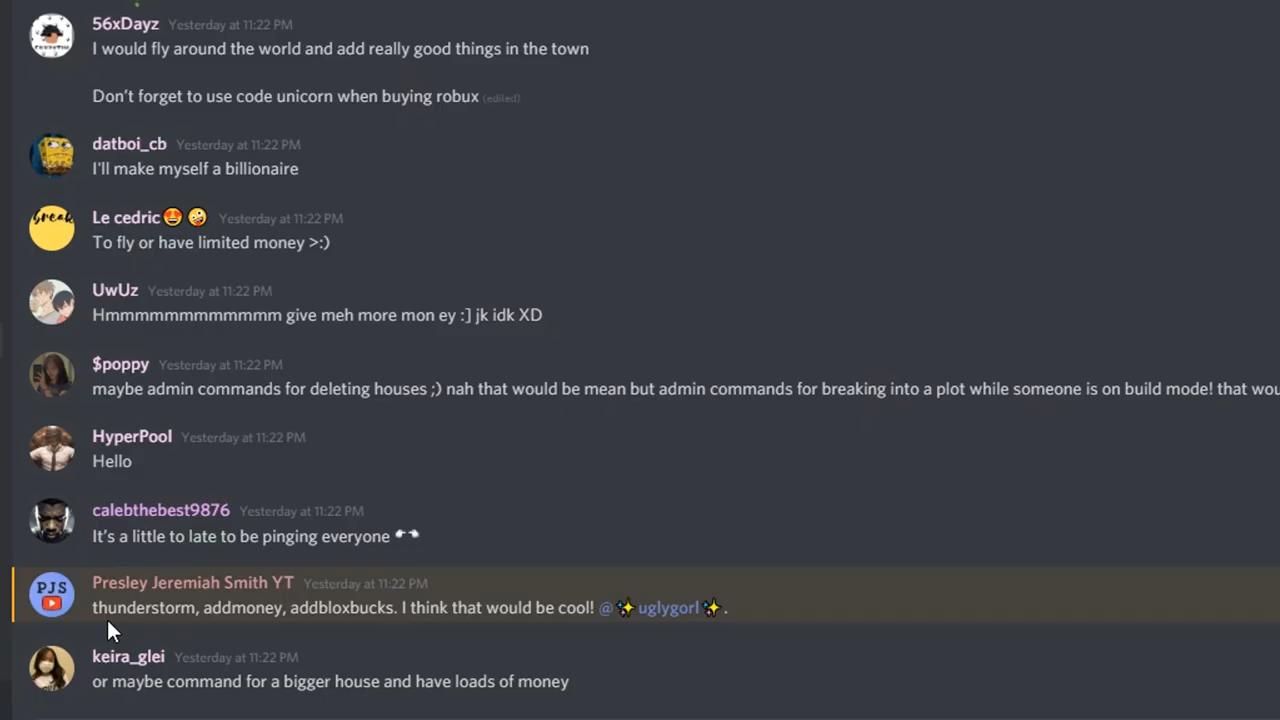 56xDayz Yesterday at 11:22 PM
I would fly around the world and add really good things in the town
Don't forget to use code unicorn when buying robux (edited)
datboi_cb Yesterday at 11:22 PM
I'll make myself a billionaire
break
Le cedric🤩🤪 Yesterday at 11:22 PM
To fly or have limited money >:)
UwUz Yesterday at 11:22 PM
Hmmmmmmmmmmmm give meh more mon ey :] jk idk XD
$poppy Yesterday at 11:22 PM
maybe admin commands for deleting houses ;) nah that would be mean but admin commands for breaking into a plot while someone is on build mode! that wou
HyperPool Yesterday at 11:22 PM
Hello
calebthebest9876 Yesterday at 11:22 PM
It's a little to late to be pinging everyone 👀
PJS
Presley Jeremiah Smith YT Yesterday at 11:22 PM
thunderstorm, addmoney, addbloxbucks. I think that would be cool! @✨uglygorl✨.
keira_glei Yesterday at 11:22 PM
or maybe command for a bigger house and have loads of money